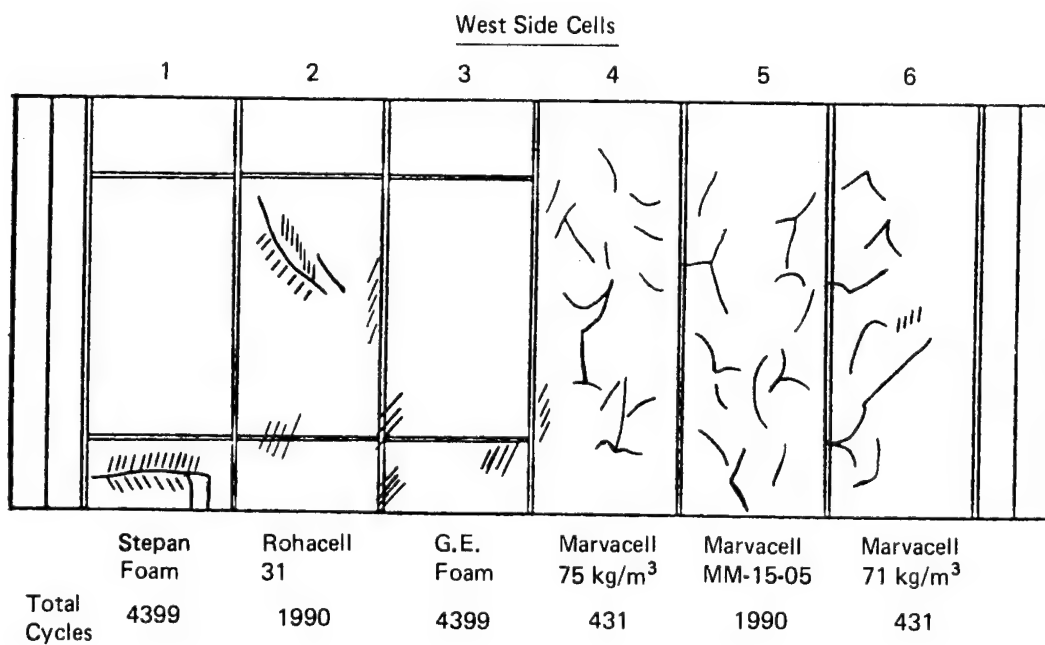 West Side Cells
1 2 3 4 5 6
Stepan Rohacell G.E. Marvacell Marvacell Marvacell
Foam 31 Foam 75 kg/m³ MM-15-05 71 kg/m³
Total
Cycles 4399 1990 4399 431 1990 431